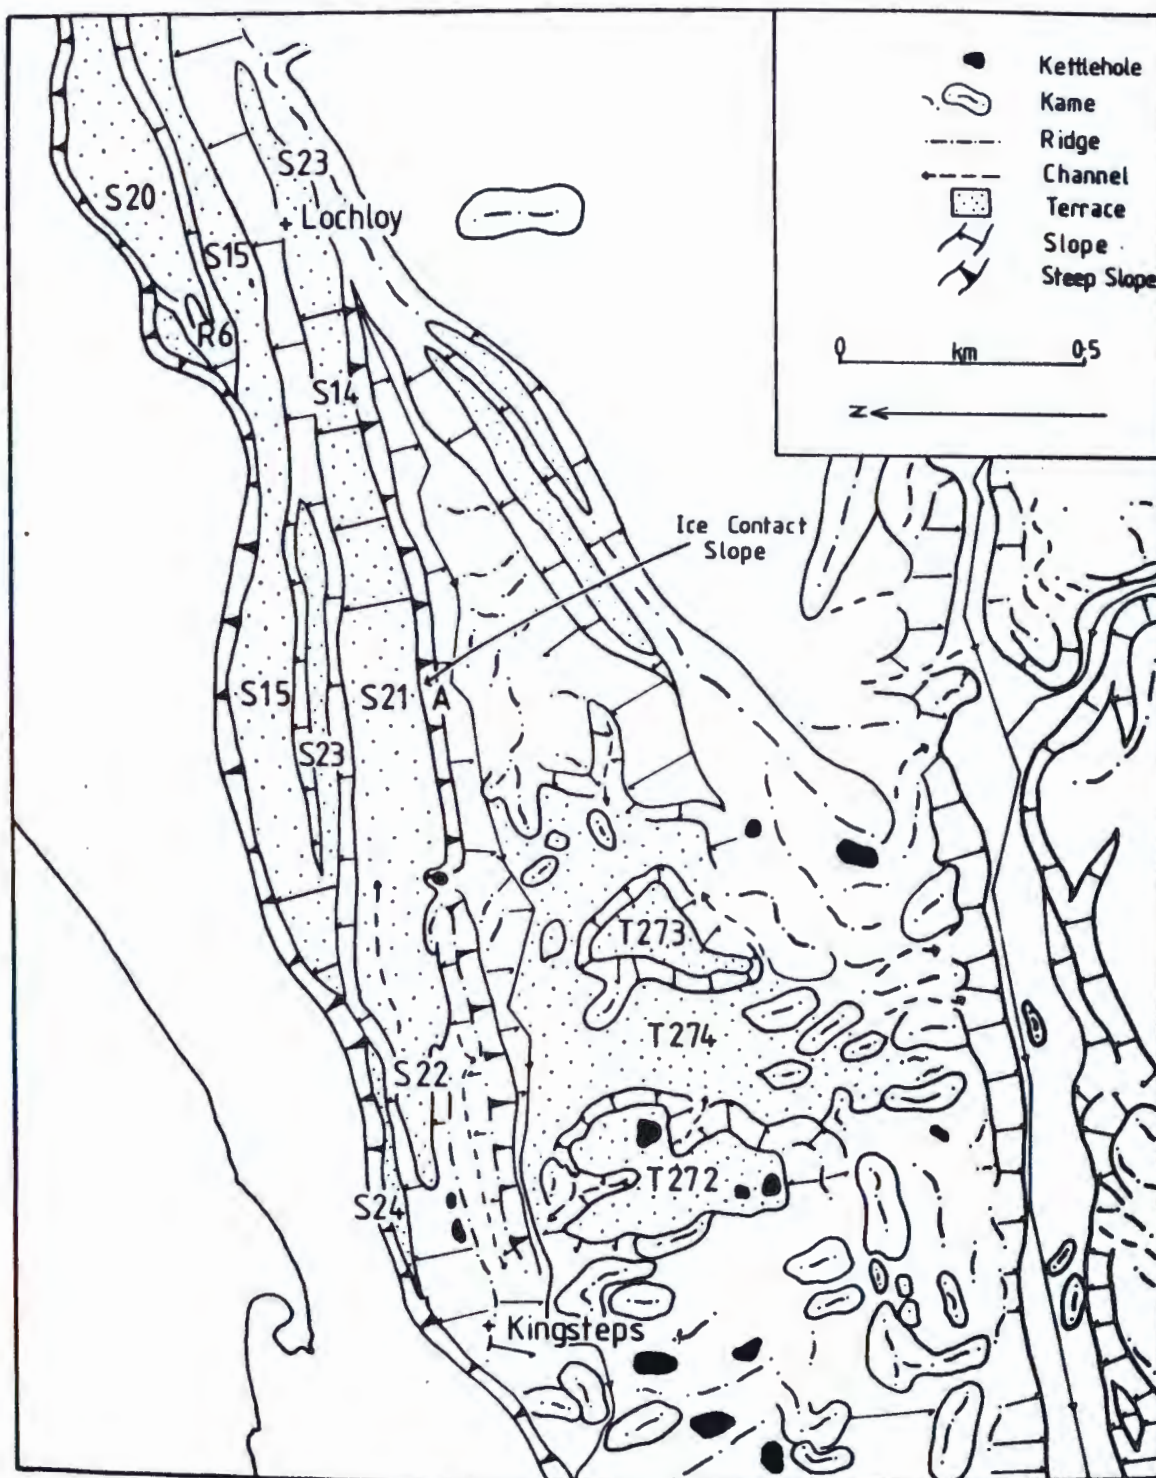 Kettlehole
Kame
Ridge
Channel
Terrace
Slope
Steep Slope
0 km 0·5
N
S23
S20
+ Lochloy
S15
R6
S14
Ice Contact
Slope
S15
S21
A
S23
T273
T274
S22
T272
S24
+ Kingsteps